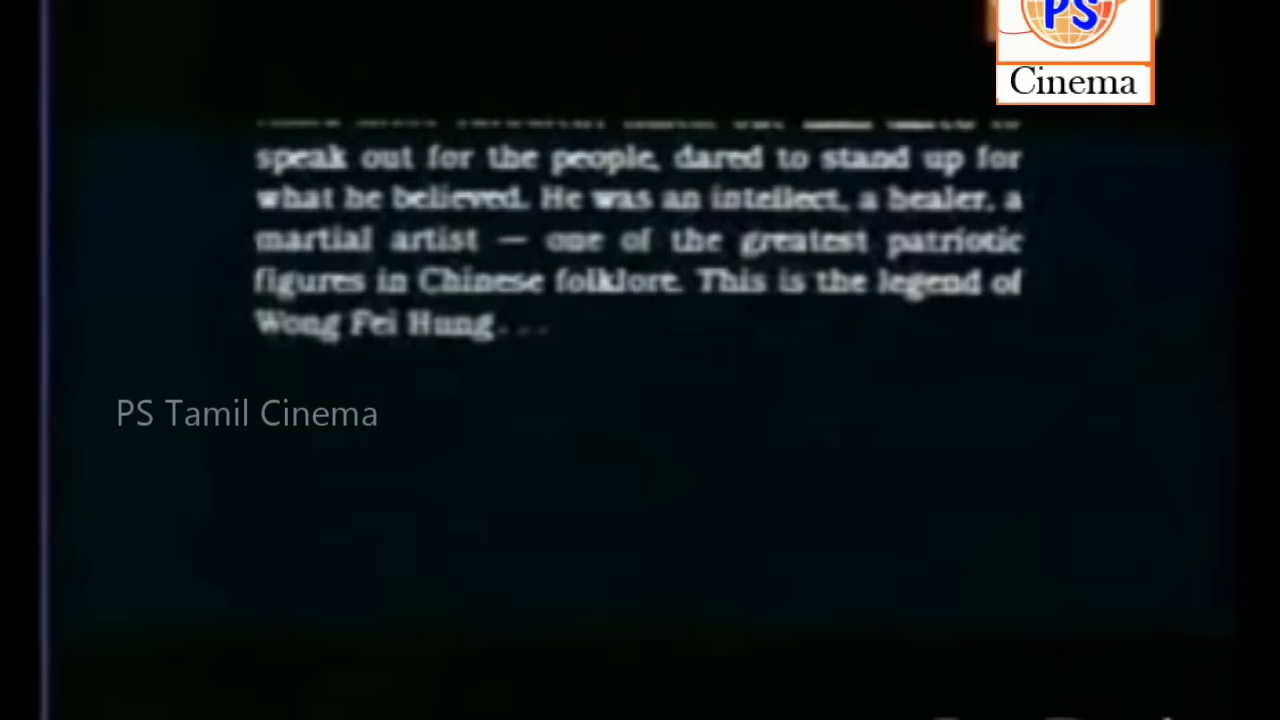 PS
Cinema
speak out for the people, dared to stand up for
what he believed. He was an intellect, a healer, a
martial artist — one of the greatest patriotic
figures in Chinese folklore. This is the legend of
Wong Fei Hung...
PS Tamil Cinema